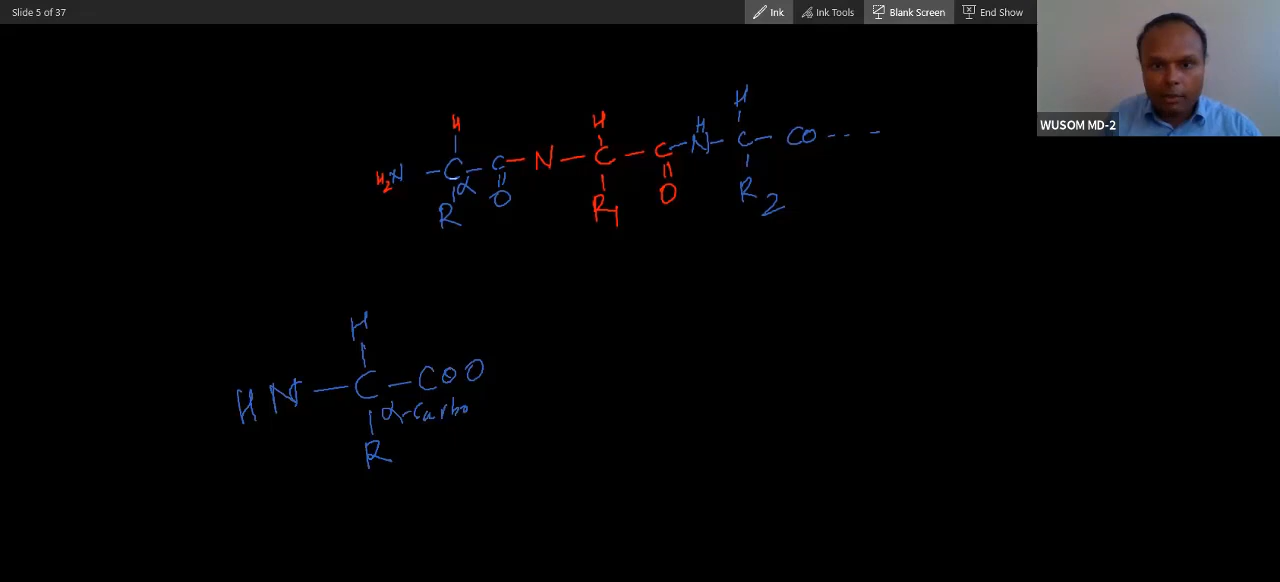 Slide 5 of 37
Ink
Ink Tools
Blank Screen
End Show
WUSOM MD-2
H H H H
H2N - C - C - N - C - C - N - C - CO - - -
α
R O R1 O R2
H
HN - C - COO
α-carbo
R